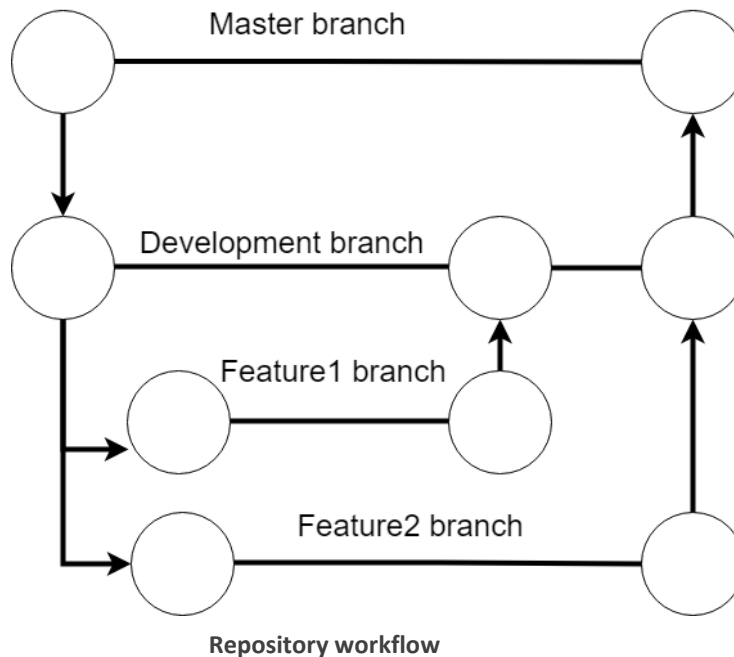 Master branch
Development branch
Feature1 branch
Feature2 branch
Repository workflow